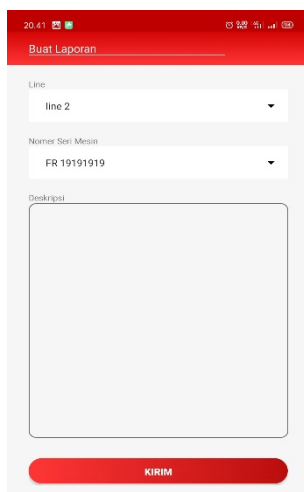 20.41
Buat Laporan
Line
line 2
Nomer Seri Mesin
FR 19191919
Deskripsi
KIRIM